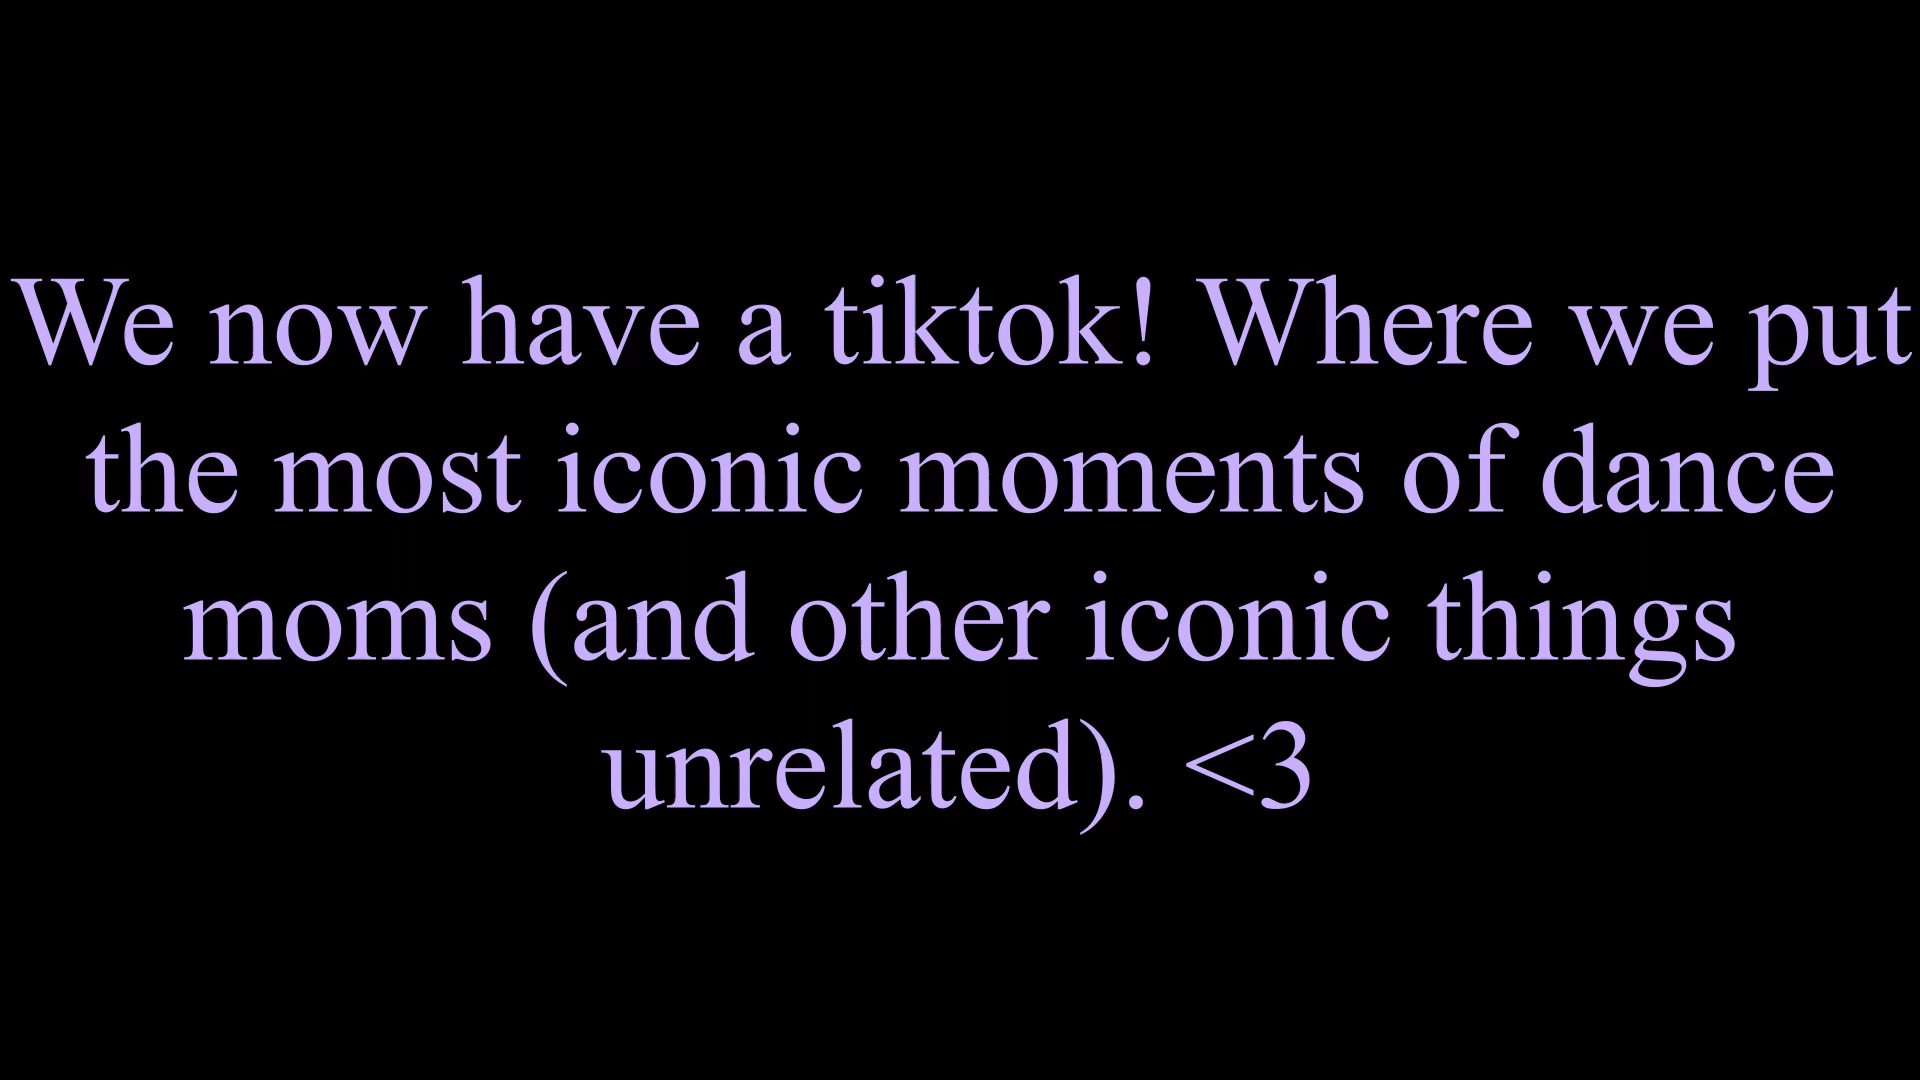 We now have a tiktok! Where we put
the most iconic moments of dance
moms (and other iconic things
unrelated). <3